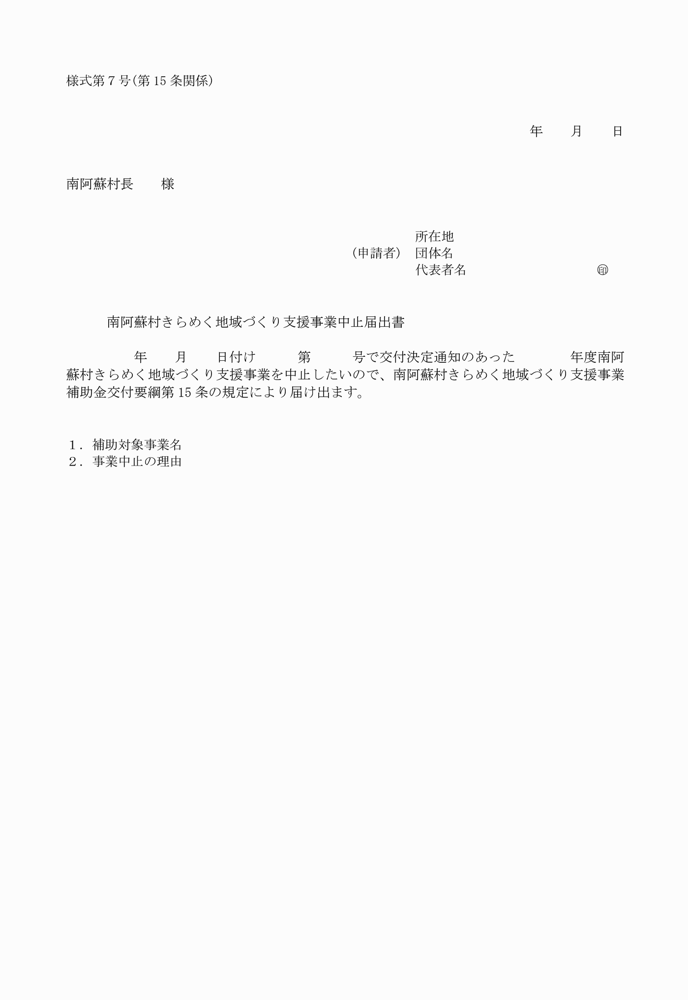 様式第７号（第 15 条関係）
年　　月　　日
南阿蘇村長　　様
所在地
（申請者）　団体名
代表者名　　　　　　　　　　㊞
南阿蘇村きらめく地域づくり支援事業中止届出書
年　　月　　日付け　　　第　　　号で交付決定通知のあった　　　　年度南阿
蘇村きらめく地域づくり支援事業を中止したいので、南阿蘇村きらめく地域づくり支援事業
補助金交付要綱第 15 条の規定により届け出ます。
１．補助対象事業名
２．事業中止の理由